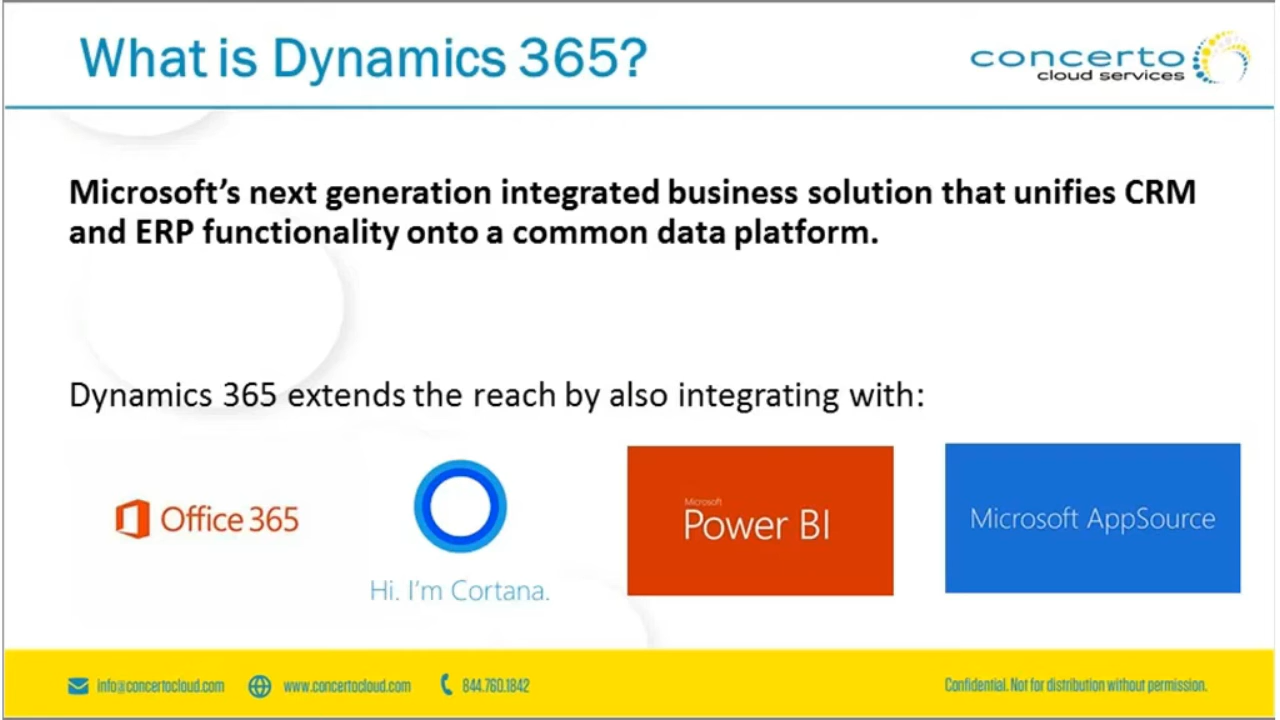 What is Dynamics 365?
concerto
cloud services
Microsoft’s next generation integrated business solution that unifies CRM
and ERP functionality onto a common data platform.
Dynamics 365 extends the reach by also integrating with:
Office 365
Hi. I’m Cortana.
Microsoft
Power BI
Microsoft AppSource
info@concertocloud.com
www.concertocloud.com
844.760.1842
Confidential. Not for distribution without permission.